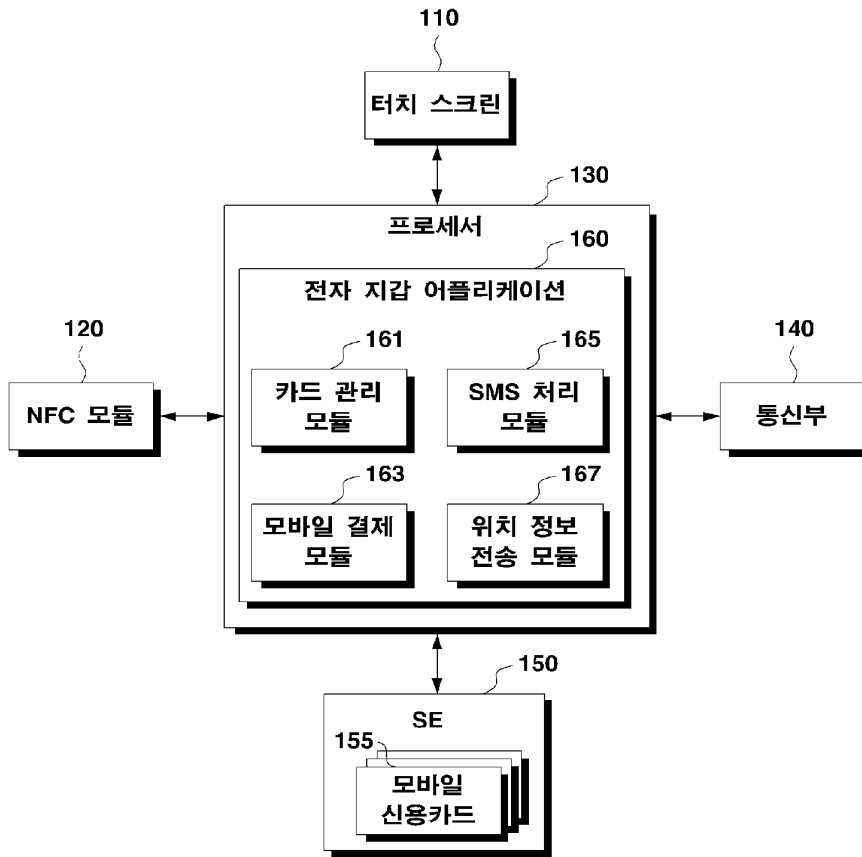 110
터치 스크린
130
프로세서
160
전자 지갑 어플리케이션
120
NFC 모듈
161
카드 관리
모듈
165
SMS 처리
모듈
140
통신부
163
모바일 결제
모듈
167
위치 정보
전송 모듈
150
SE
155
모바일
신용카드